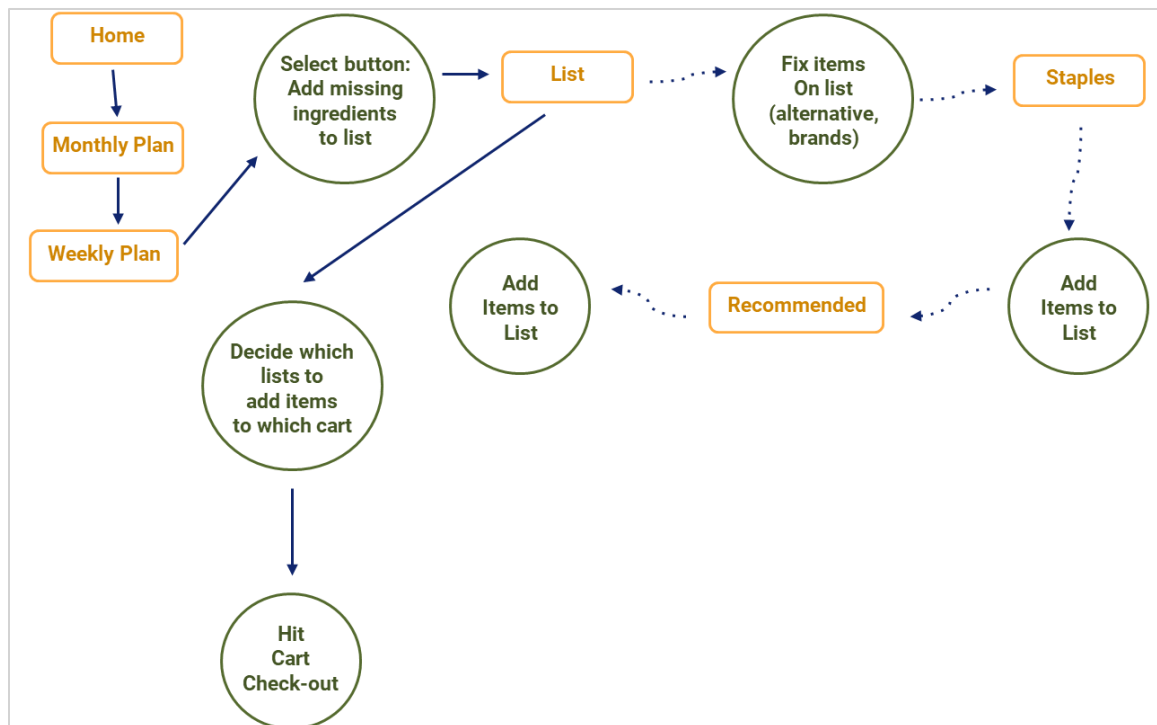 Home
Monthly Plan
Weekly Plan
Select button:
Add missing
ingredients
to list
List
Fix items
On list
(alternative,
brands)
Staples
Add
Items to
List
Recommended
Add
Items to
List
Decide which
lists to
add items
to which cart
Hit
Cart
Check-out